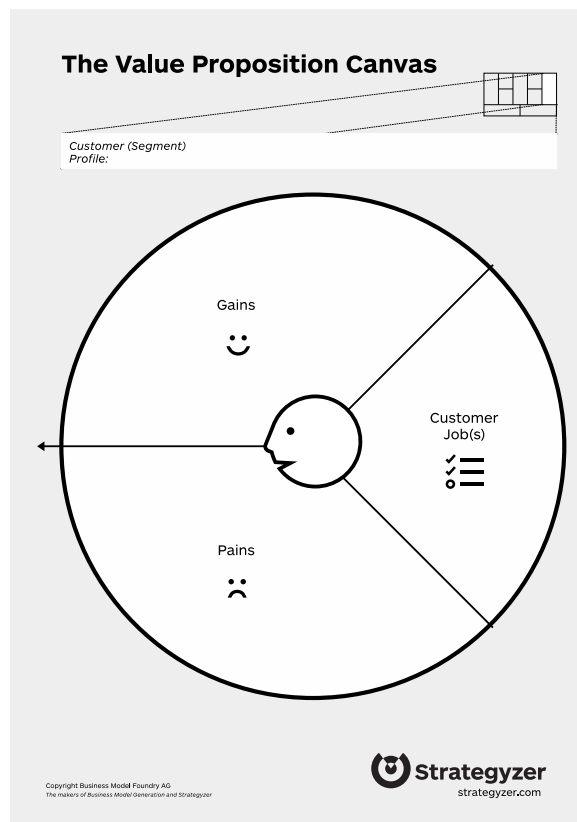 The Value Proposition Canvas
Customer (Segment)
Profile:
Gains
Customer
Job(s)
Pains
Copyright Business Model Foundry AG
The makers of Business Model Generation and Strategyzer
Strategyzer
strategyzer.com